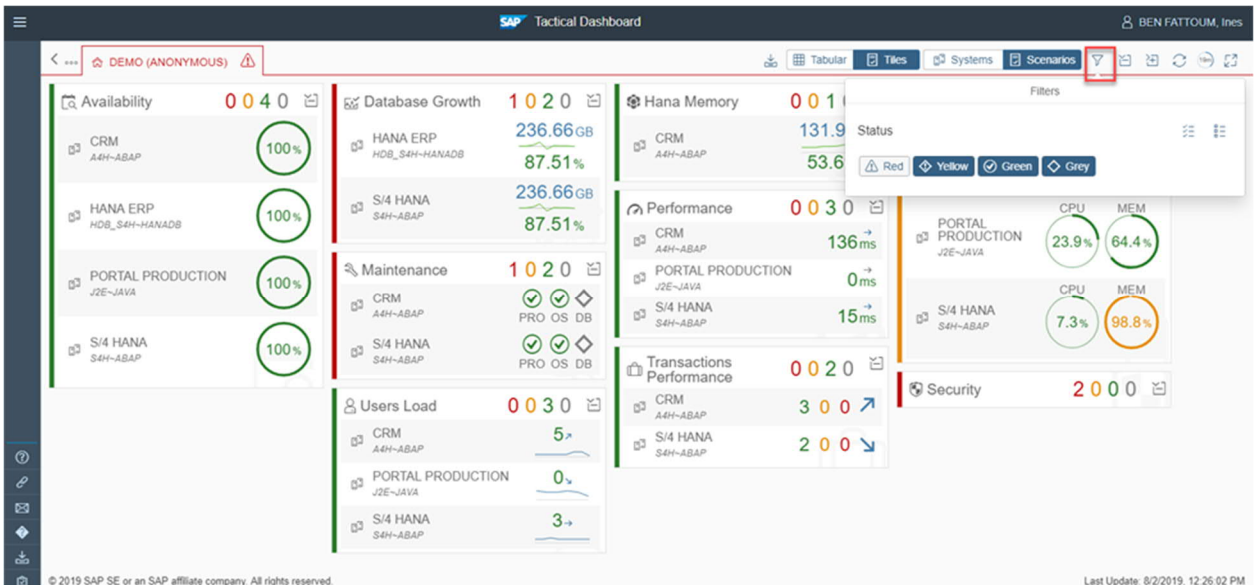 SAP Tactical Dashboard
BEN FATTOUM, Ines
DEMO (ANONYMOUS)
Tabular Tiles Systems Scenarios
Filters
Status
Red Yellow Green Grey
Availability 0 0 4 0
CRM
A4H~ABAP
100%
HANA ERP
HDB_S4H~HANADB
100%
PORTAL PRODUCTION
J2E~JAVA
100%
S/4 HANA
S4H~ABAP
100%
Database Growth 1 0 2 0
HANA ERP
HDB_S4H~HANADB
236.66 GB
87.51%
S/4 HANA
S4H~ABAP
236.66 GB
87.51%
Maintenance 1 0 2 0
CRM
A4H~ABAP
PRO OS DB
S/4 HANA
S4H~ABAP
PRO OS DB
Users Load 0 0 3 0
CRM
A4H~ABAP
5
PORTAL PRODUCTION
J2E~JAVA
0
S/4 HANA
S4H~ABAP
3
Hana Memory 0 0 1
CRM
A4H~ABAP
131.9
53.6
Performance 0 0 3 0
CRM
A4H~ABAP
136 ms
PORTAL PRODUCTION
J2E~JAVA
0 ms
S/4 HANA
S4H~ABAP
15 ms
Transactions
Performance
0 0 2 0
CRM
A4H~ABAP
3 0 0
S/4 HANA
S4H~ABAP
2 0 0
PORTAL
PRODUCTION
J2E~JAVA
CPU MEM
23.9% 64.4%
S/4 HANA
S4H~ABAP
CPU MEM
7.3% 98.8%
Security 2 0 0 0
© 2019 SAP SE or an SAP affiliate company. All rights reserved.
Last Update: 8/2/2019, 12:26:02 PM